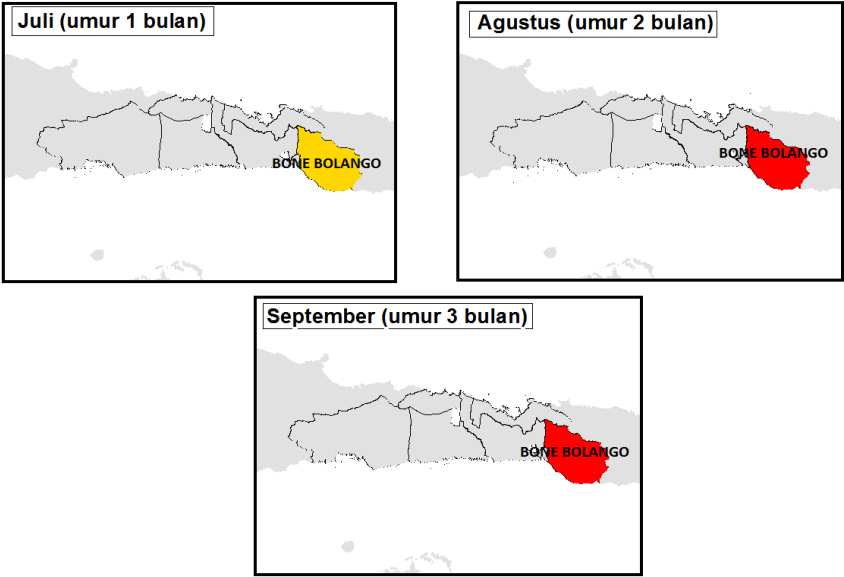 Juli (umur 1 bulan)
BONE BOLANGO
Agustus (umur 2 bulan)
BONE BOLANGO
September (umur 3 bulan)
BONE BOLANGO